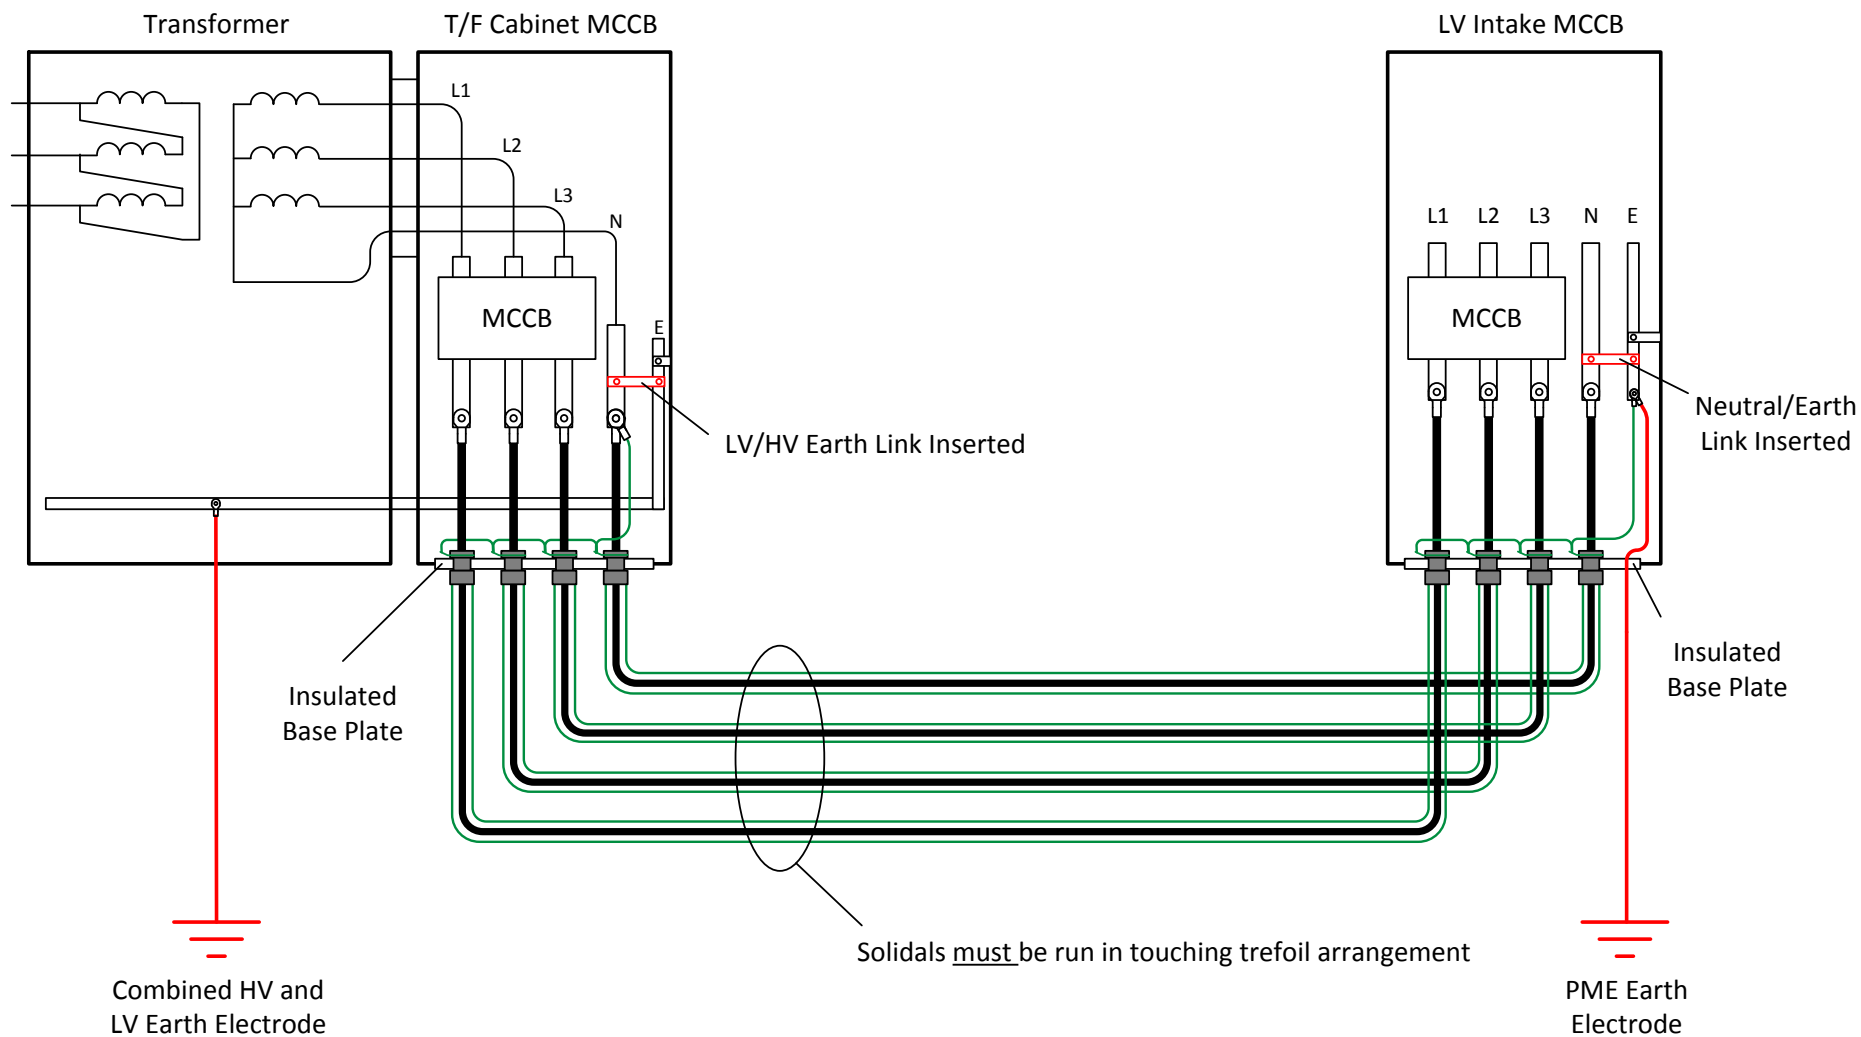 Transformer
T/F Cabinet MCCB
LV Intake MCCB
L1
L2
L3
N
L1 L2 L3 N E
MCCB
E
MCCB
Neutral/Earth
Link Inserted
LV/HV Earth Link Inserted
Insulated
Base Plate
Insulated
Base Plate
Solidals must be run in touching trefoil arrangement
Combined HV and
LV Earth Electrode
PME Earth
Electrode